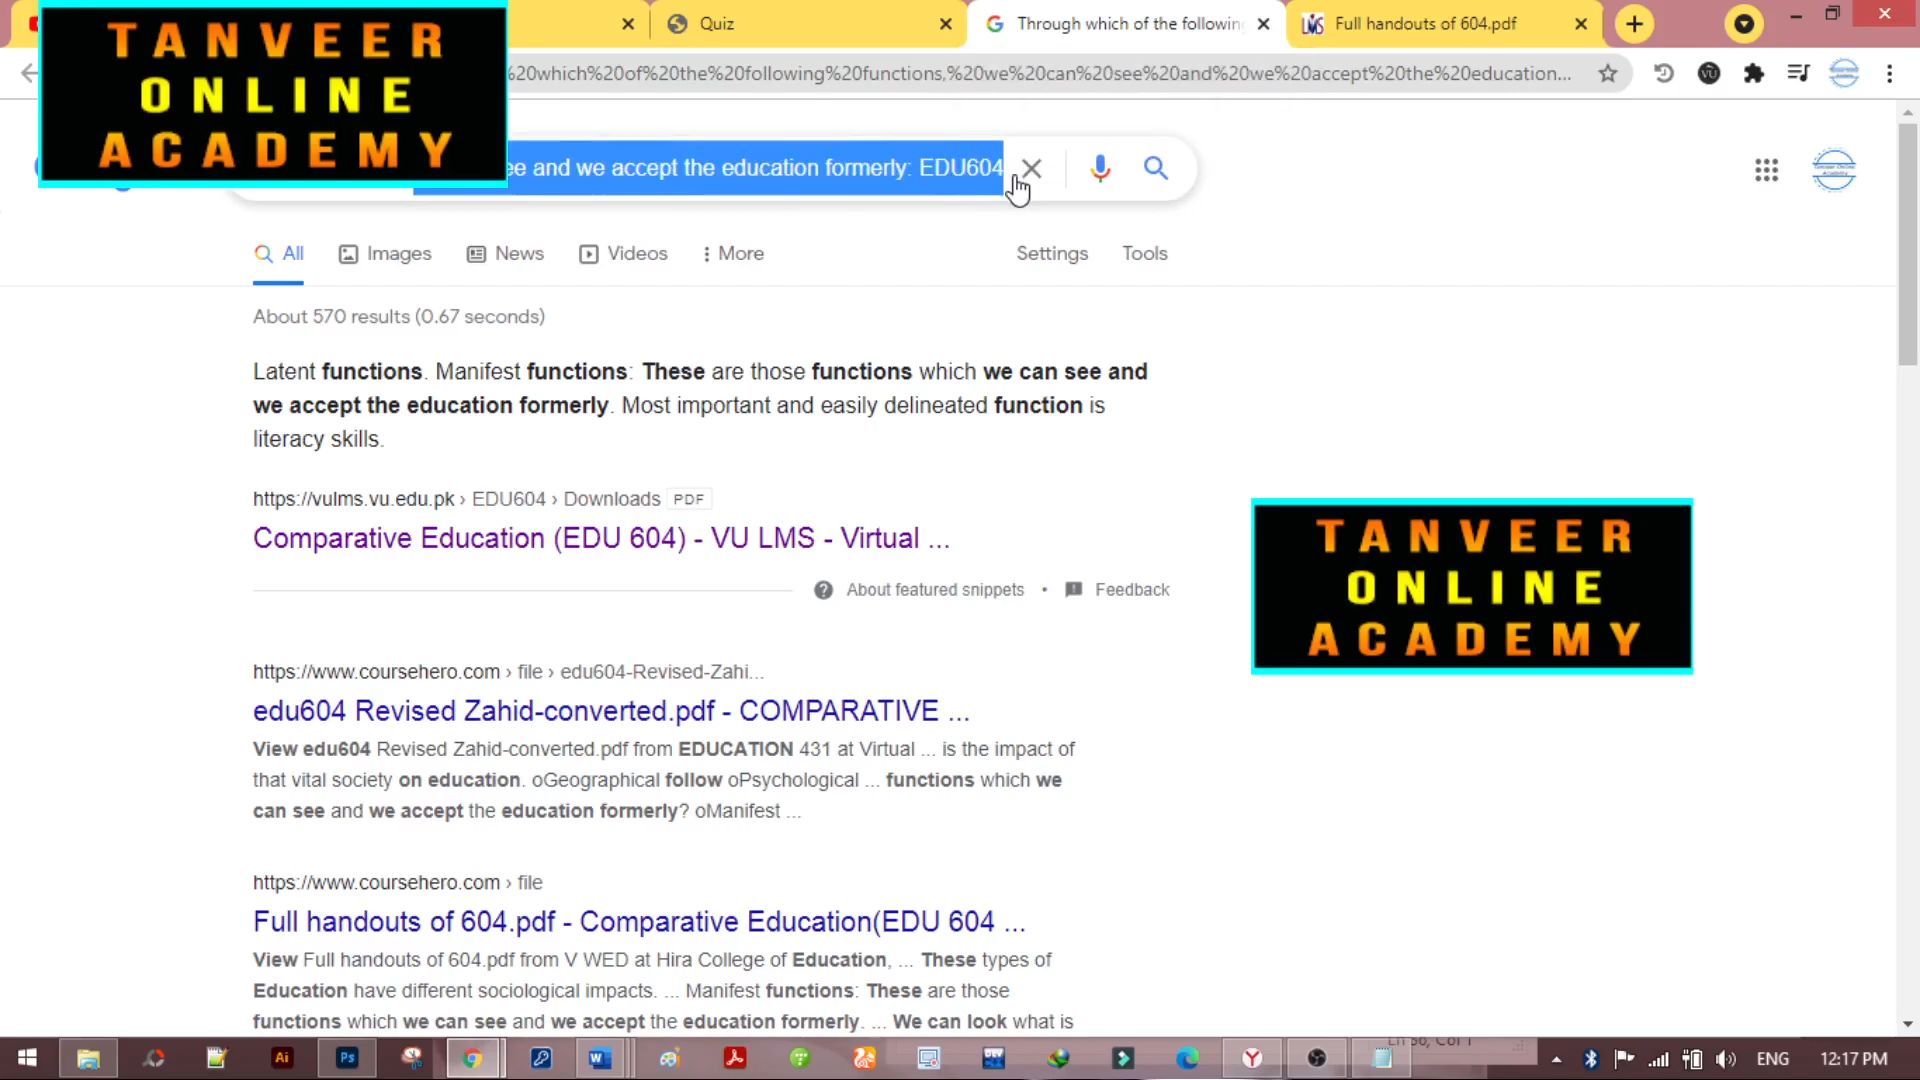 TANVEER
ONLINE
ACADEMY
Quiz
Through which of the following
Full handouts of 604.pdf
%20which%20of%20the%20following%20functions,%20we%20can%20see%20and%20we%20accept%20the%20education...
ee and we accept the education formerly: EDU604
All
Images
News
Videos
More
Settings
Tools
About 570 results (0.67 seconds)
Latent functions. Manifest functions: These are those functions which we can see and
we accept the education formerly. Most important and easily delineated function is
literacy skills.
https://vulms.vu.edu.pk › EDU604 › Downloads PDF
Comparative Education (EDU 604) - VU LMS - Virtual ...
About featured snippets • Feedback
TANVEER
ONLINE
ACADEMY
https://www.coursehero.com › file › edu604-Revised-Zahi...
edu604 Revised Zahid-converted.pdf - COMPARATIVE ...
View edu604 Revised Zahid-converted.pdf from EDUCATION 431 at Virtual ... is the impact of
that vital society on education. oGeographical follow oPsychological ... functions which we
can see and we accept the education formerly? oManifest ...
https://www.coursehero.com › file
Full handouts of 604.pdf - Comparative Education(EDU 604 ...
View Full handouts of 604.pdf from V WED at Hira College of Education, ... These types of
Education have different sociological impacts. ... Manifest functions: These are those
functions which we can see and we accept the education formerly. ... We can look what is
ENG
12:17 PM